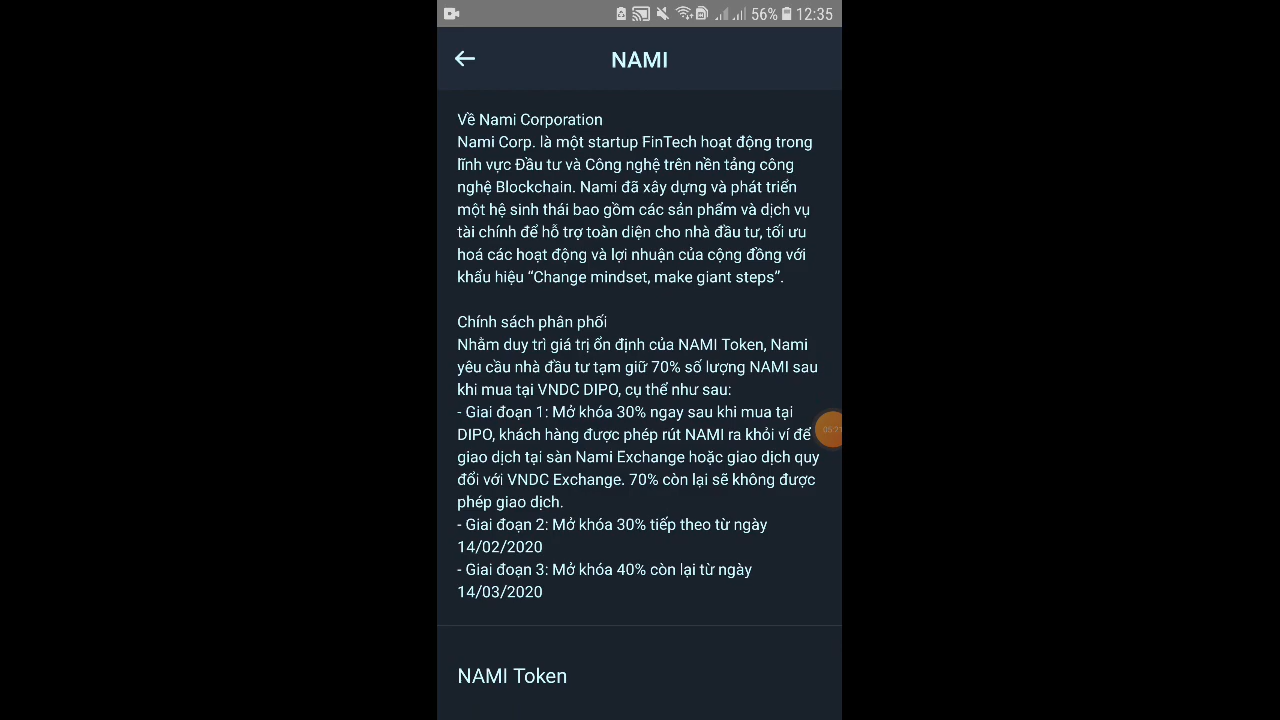 56% 12:35
NAMI
Về Nami Corporation
Nami Corp. là một startup FinTech hoạt động trong
lĩnh vực Đầu tư và Công nghệ trên nền tảng công
nghệ Blockchain. Nami đã xây dựng và phát triển
một hệ sinh thái bao gồm các sản phẩm và dịch vụ
tài chính để hỗ trợ toàn diện cho nhà đầu tư, tối ưu
hoá các hoạt động và lợi nhuận của cộng đồng với
khẩu hiệu “Change mindset, make giant steps”.
Chính sách phân phối
Nhằm duy trì giá trị ổn định của NAMI Token, Nami
yêu cầu nhà đầu tư tạm giữ 70% số lượng NAMI sau
khi mua tại VNDC DIPO, cụ thể như sau:
- Giai đoạn 1: Mở khóa 30% ngay sau khi mua tại
DIPO, khách hàng được phép rút NAMI ra khỏi ví để
giao dịch tại sàn Nami Exchange hoặc giao dịch quy
đổi với VNDC Exchange. 70% còn lại sẽ không được
phép giao dịch.
- Giai đoạn 2: Mở khóa 30% tiếp theo từ ngày
14/02/2020
- Giai đoạn 3: Mở khóa 40% còn lại từ ngày
14/03/2020
NAMI Token